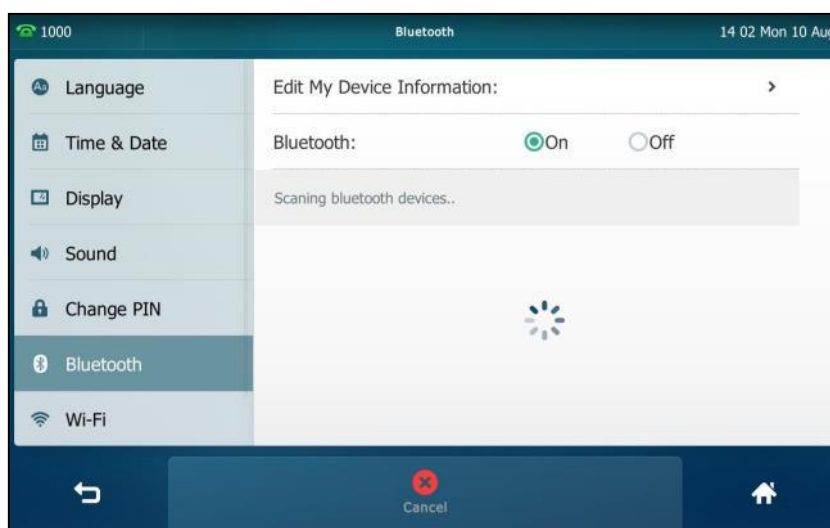 1000 Bluetooth 14 02 Mon 10 Aug
Language
Time & Date
Display
Sound
Change PIN
Bluetooth
Wi-Fi
Edit My Device Information:
Bluetooth: On Off
Scaning bluetooth devices..
Cancel